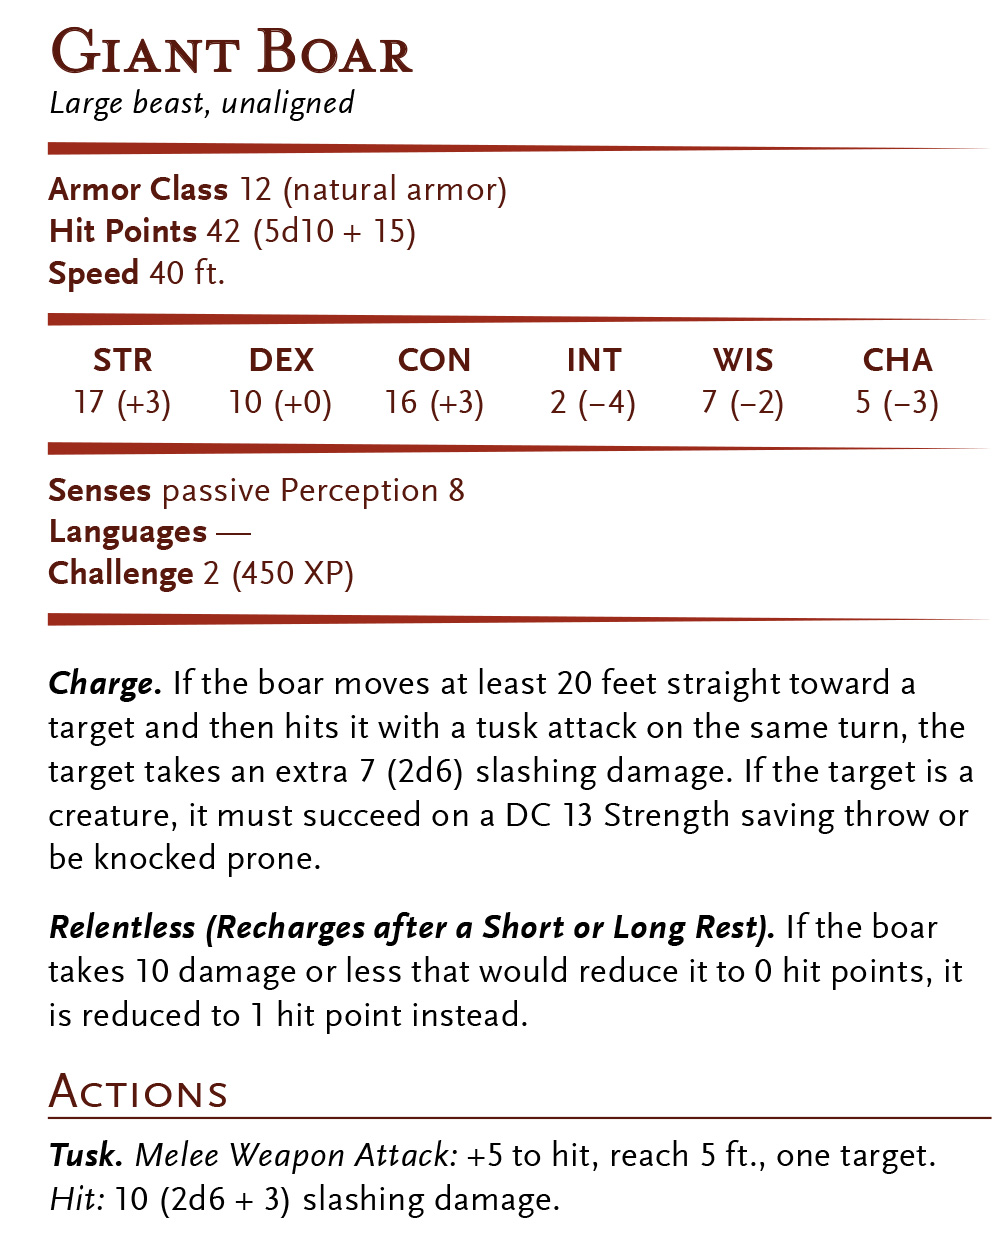 Giant Boar
Large beast, unaligned
Armor Class 12 (natural armor)
Hit Points 42 (5d10 + 15)
Speed 40 ft.
STR DEX CON INT WIS CHA
17 (+3) 10 (+0) 16 (+3) 2 (–4) 7 (–2) 5 (–3)
Senses passive Perception 8
Languages —
Challenge 2 (450 XP)
Charge. If the boar moves at least 20 feet straight toward a
target and then hits it with a tusk attack on the same turn, the
target takes an extra 7 (2d6) slashing damage. If the target is a
creature, it must succeed on a DC 13 Strength saving throw or
be knocked prone.
Relentless (Recharges after a Short or Long Rest). If the boar
takes 10 damage or less that would reduce it to 0 hit points, it
is reduced to 1 hit point instead.
Actions
Tusk. Melee Weapon Attack: +5 to hit, reach 5 ft., one target.
Hit: 10 (2d6 + 3) slashing damage.